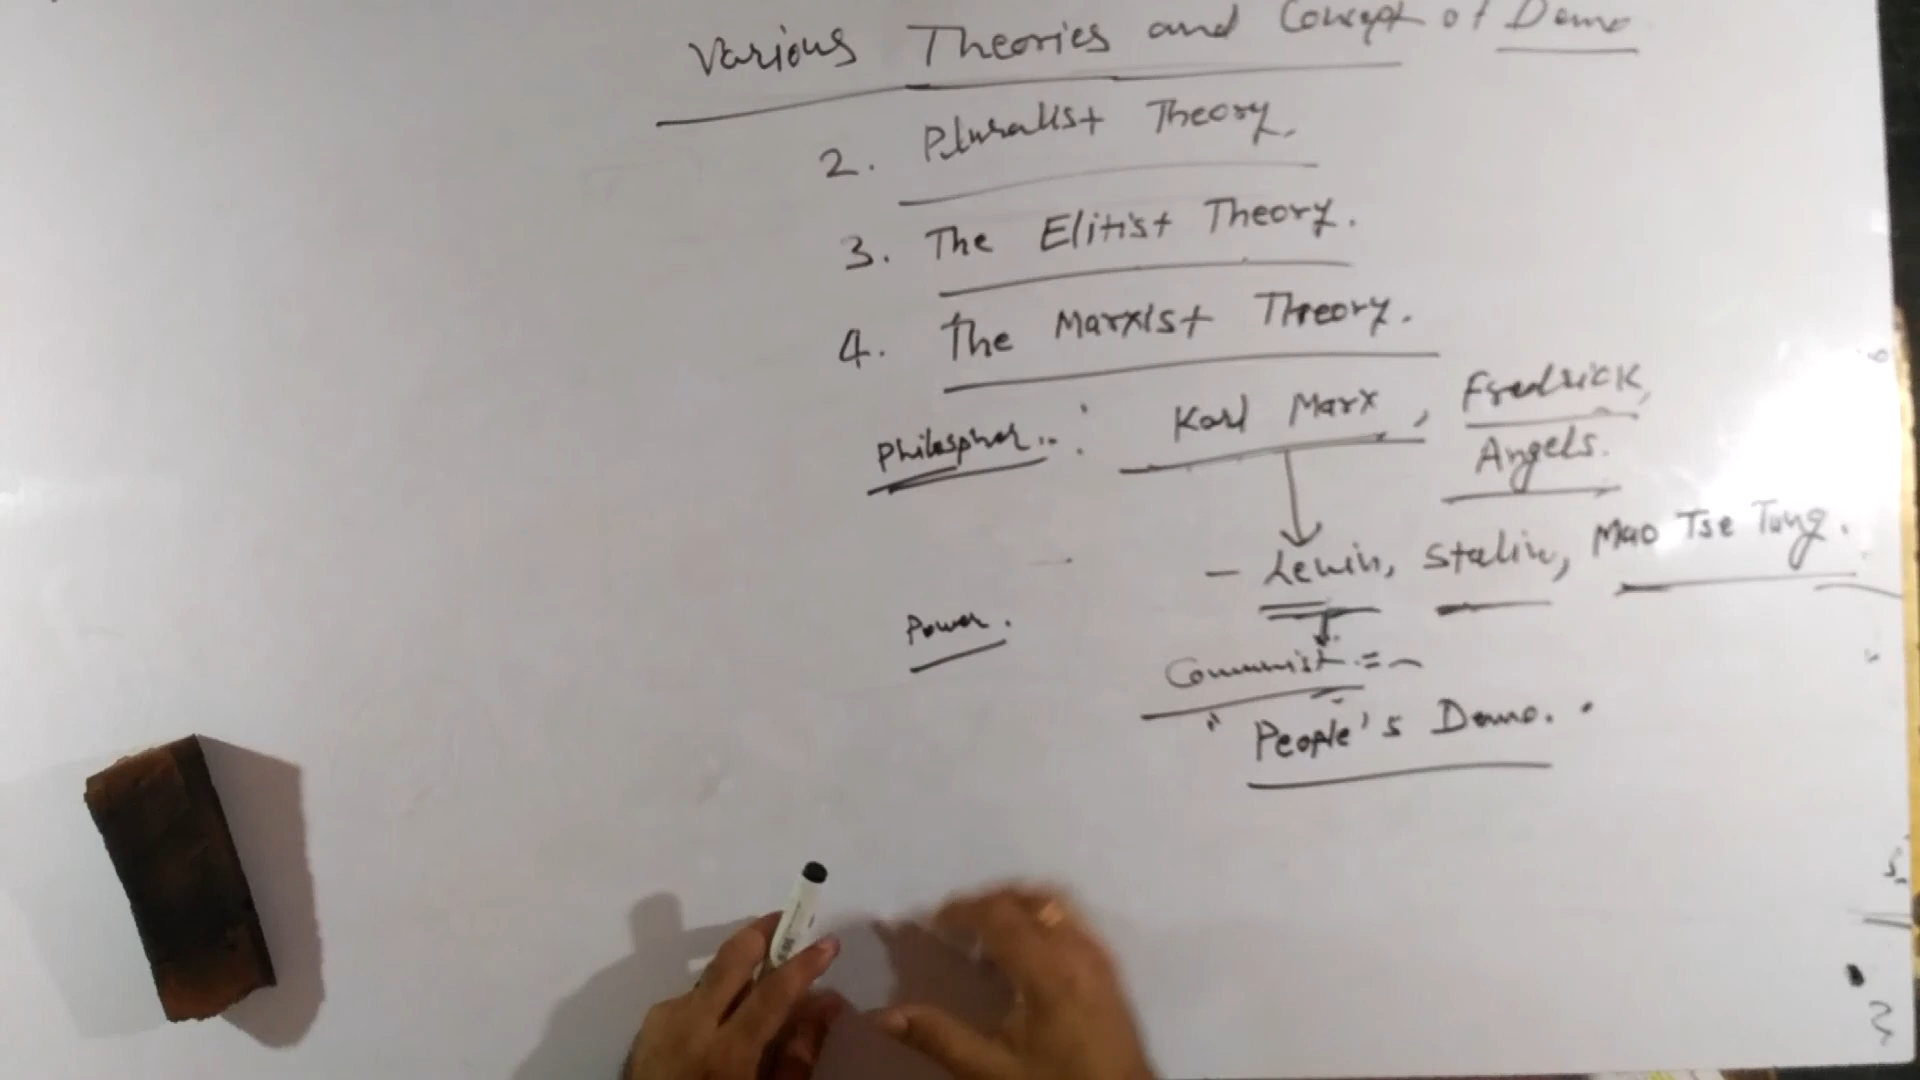 Various Theories and Concept of Demo
2. Pluralist Theory.
3. The Elitist Theory.
4. The Marxist Theory.
Philospher : Karl Marx, Fredrick,
Angels.
- Lenin, Stalin, Mao Tse Tung.
Power.
Commist =
" People's Demo.